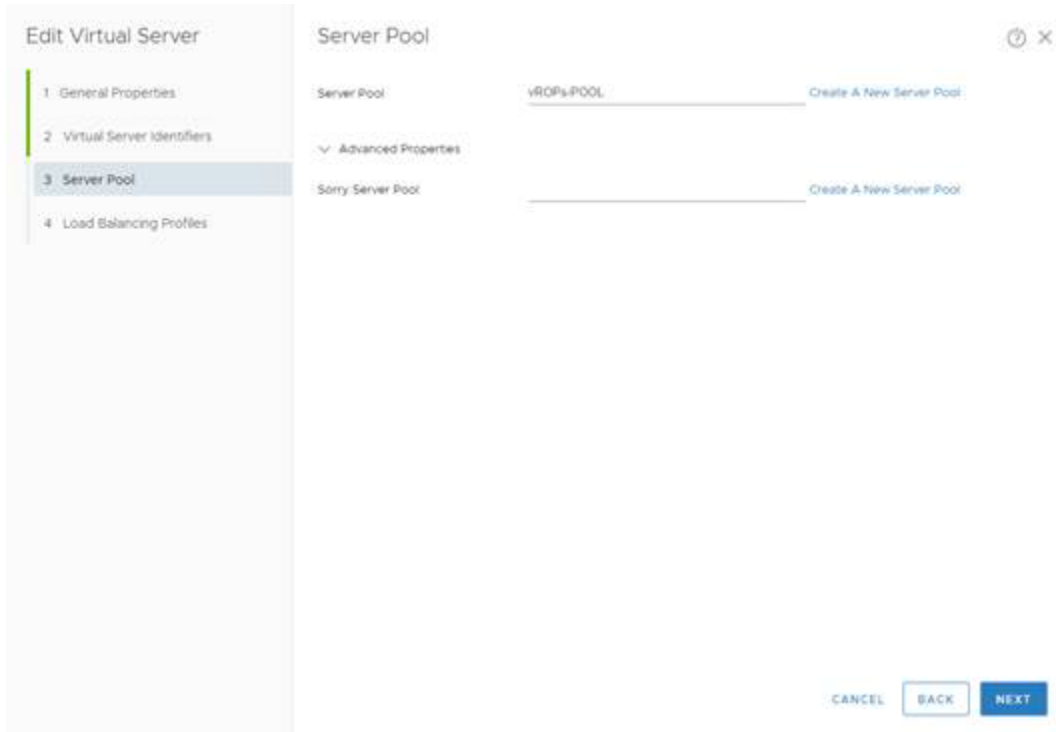 Edit Virtual Server
1 General Properties
2 Virtual Server Identifiers
3 Server Pool
4 Load Balancing Profiles
Server Pool
Server Pool vROPs-POOL Create A New Server Pool
Advanced Properties
Sorry Server Pool Create A New Server Pool
CANCEL BACK NEXT